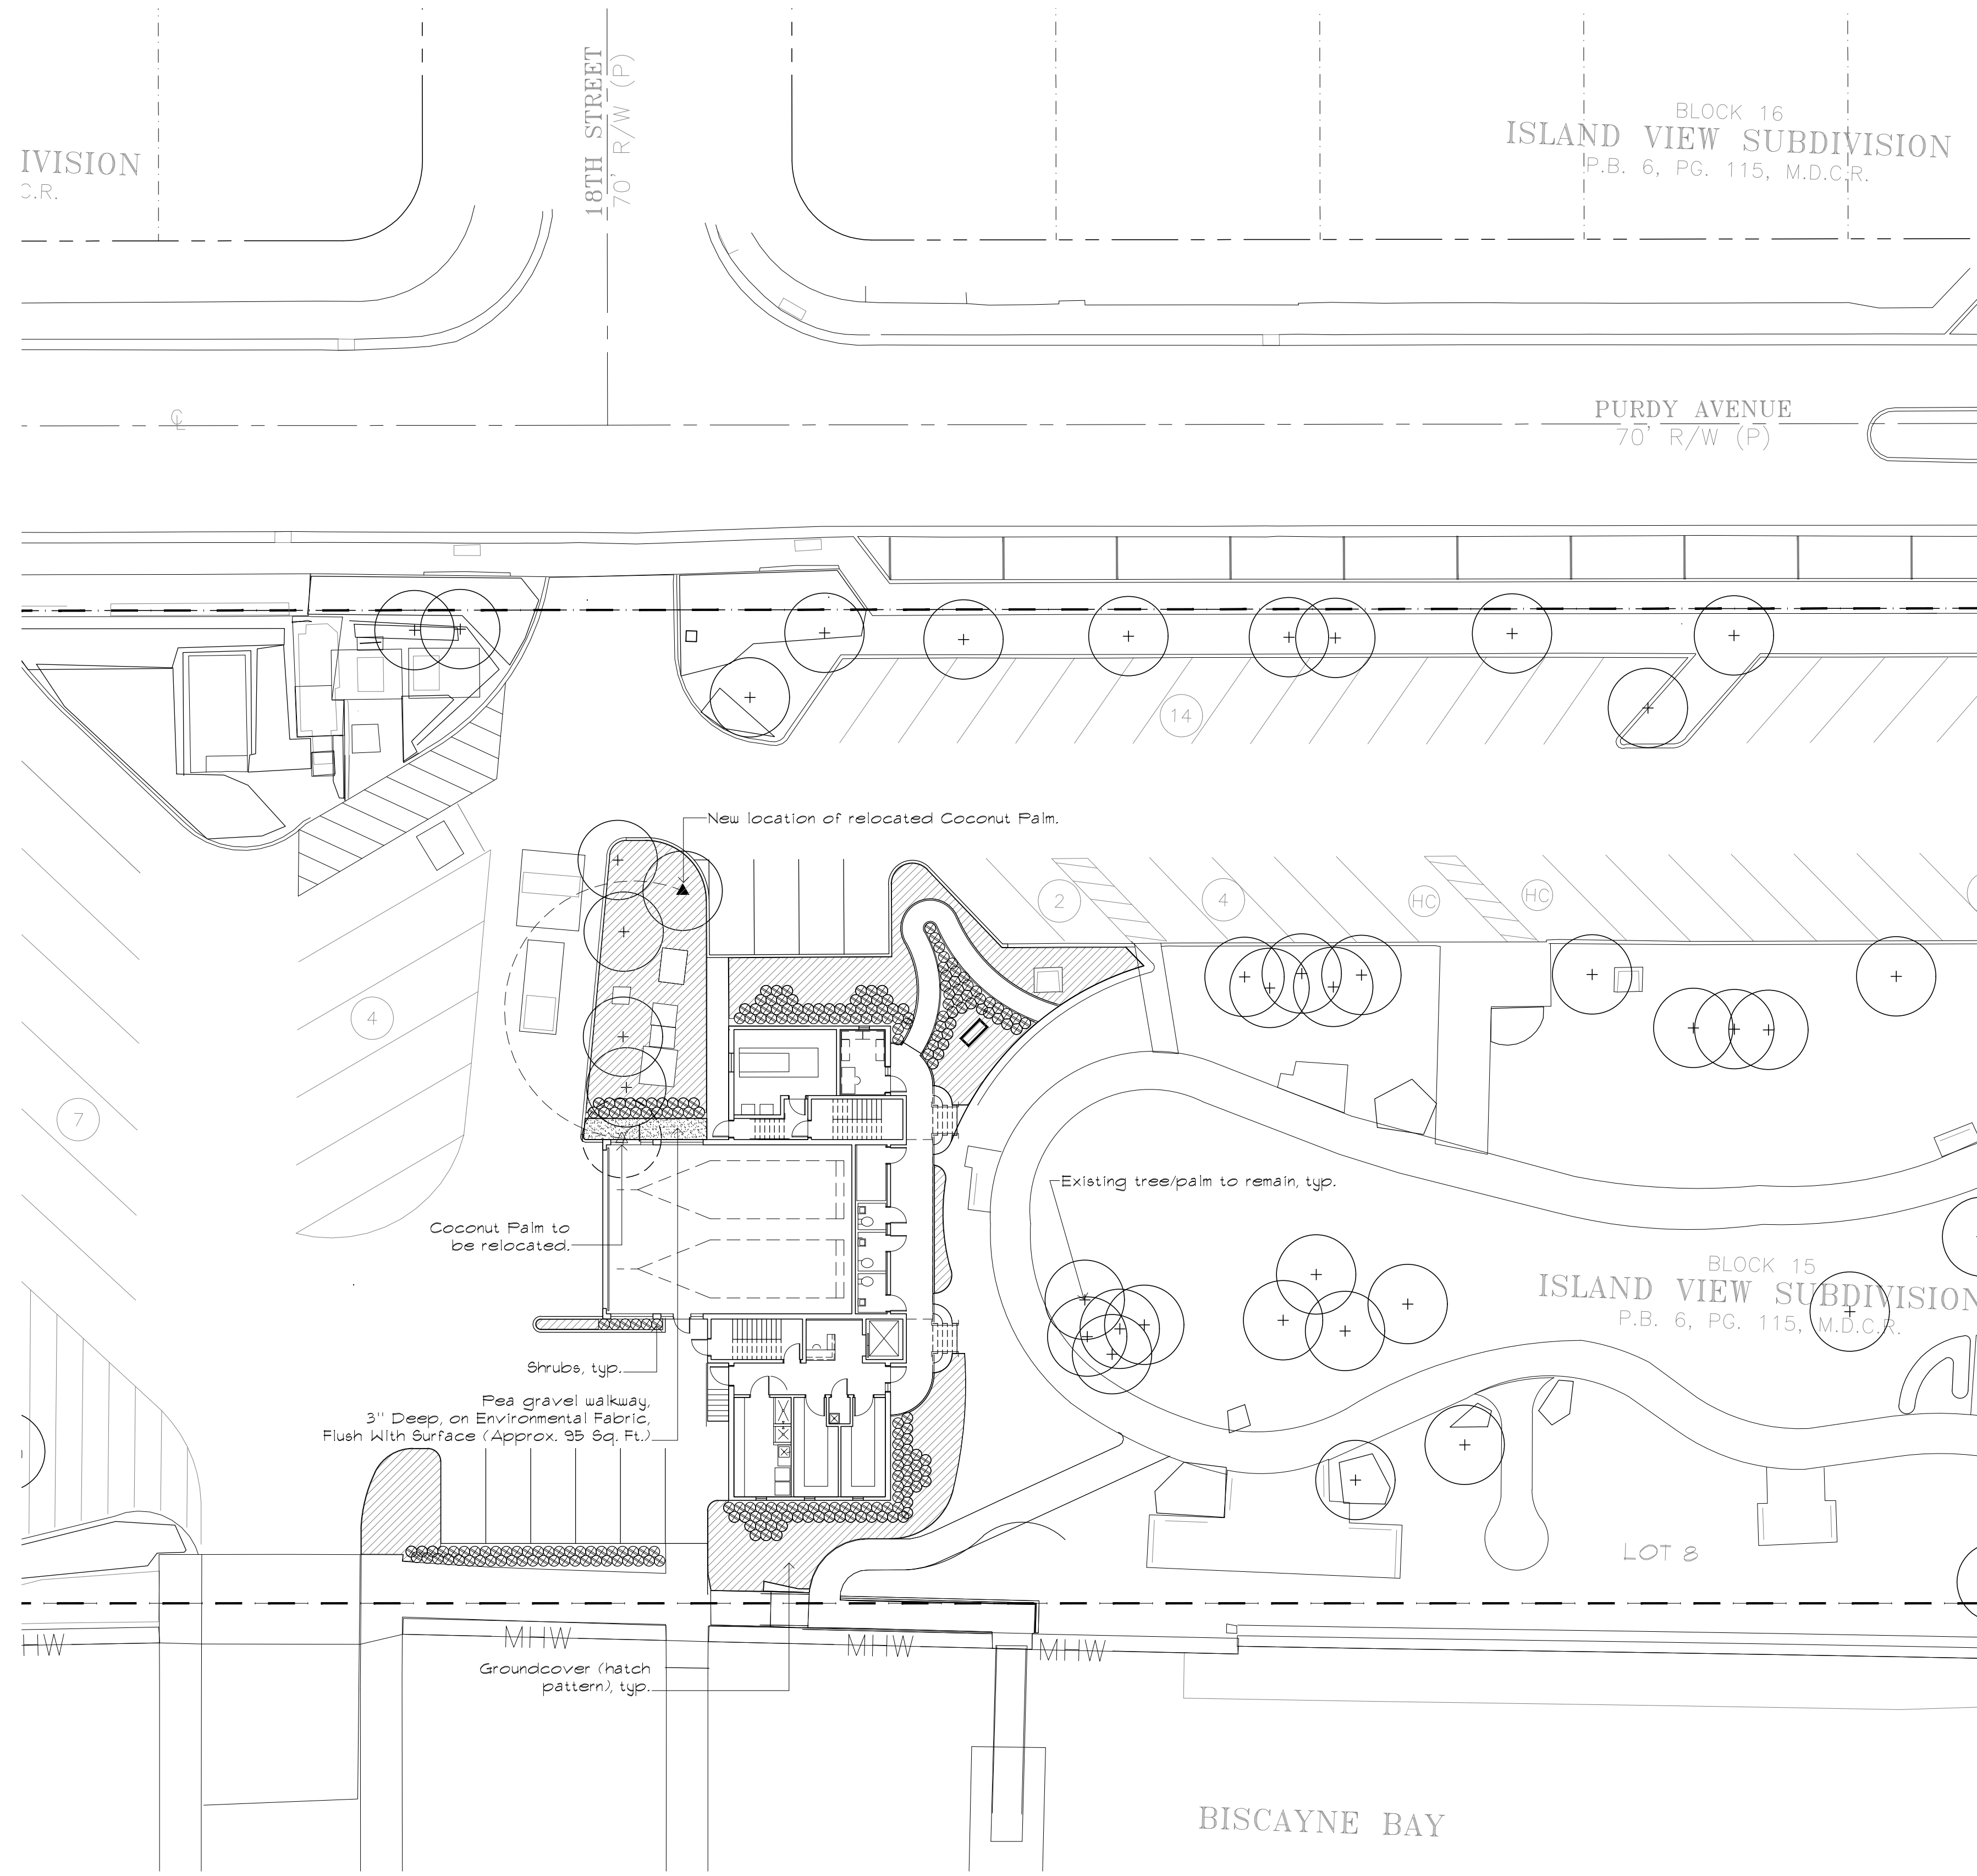 18TH STREET
70' R/W (P)
BLOCK 16
ISLAND VIEW SUBDIVISION
P.B. 6, PG. 115, M.D.C.R.
IVISION
C.R.
PURDY AVENUE
70' R/W (P)
14
New location of relocated Coconut Palm.
2
4
HC
HC
4
7
Existing tree/palm to remain, typ.
Coconut Palm to
be relocated.
BLOCK 15
ISLAND VIEW SUBDIVISION
P.B. 6, PG. 115, M.D.C.R.
Shrubs, typ.
Pea gravel walkway,
3" Deep, on Environmental Fabric,
Flush With Surface (Approx. 95 Sq. Ft.)
LOT 8
HW
MHW
MHW
MHW
Groundcover (hatch
pattern), typ.
BISCAYNE BAY